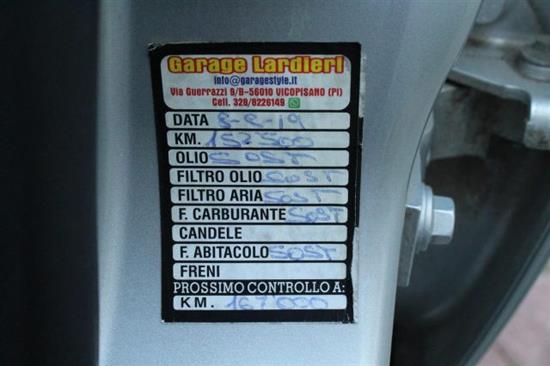 Garage Lardieri
info@garagestyle.it
Via Guerrazzi 9/B-56010 VICOPISANO (PI)
Cell. 328/8226149
DATA 8-8-19
KM. 152500
OLIO SOST
FILTRO OLIO SOST
FILTRO ARIA SOST
F. CARBURANTE SOST
CANDELE
F. ABITACOLO SOST
FRENI
PROSSIMO CONTROLLO A:
KM. 167000